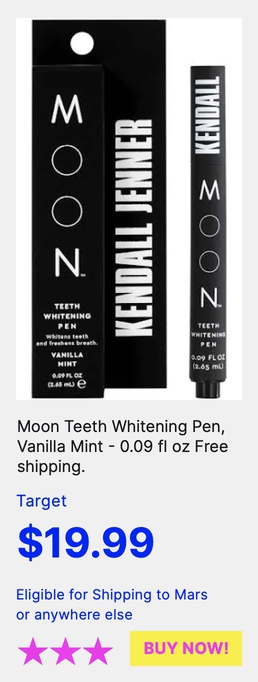 MOON™
TEETH
WHITENING
PEN
Whitens teeth
and freshens breath.
VANILLA
MINT
0.09 FL OZ
(2.65 mL) e
KENDALL JENNER
KENDALL
MOON™
TEETH
WHITENING
PEN
0.09 FL OZ
(2.65 mL)
Moon Teeth Whitening Pen,
Vanilla Mint - 0.09 fl oz Free
shipping.
Target
$19.99
Eligible for Shipping to Mars
or anywhere else
BUY NOW!